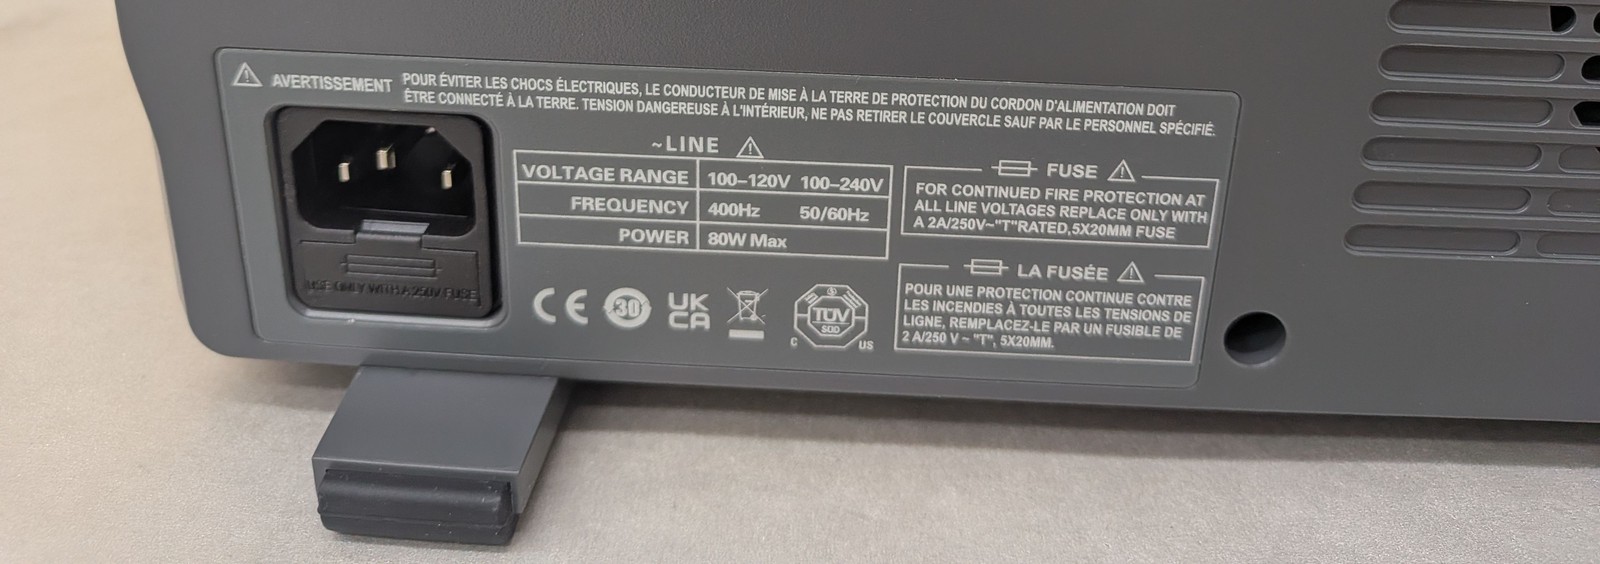 AVERTISSEMENT POUR ÉVITER LES CHOCS ÉLECTRIQUES, LE CONDUCTEUR DE MISE À LA TERRE DE PROTECTION DU CORDON D'ALIMENTATION DOIT
ÊTRE CONNECTÉ À LA TERRE. TENSION DANGEREUSE À L'INTÉRIEUR, NE PAS RETIRER LE COUVERCLE SAUF PAR LE PERSONNEL SPÉCIFIÉ.
~LINE
VOLTAGE RANGE 100–120V 100–240V
FREQUENCY 400Hz 50/60Hz
POWER 80W Max
FUSE
FOR CONTINUED FIRE PROTECTION AT
ALL LINE VOLTAGES REPLACE ONLY WITH
A 2A/250V~"T"RATED,5X20MM FUSE
LA FUSÉE
POUR UNE PROTECTION CONTINUE CONTRE
LES INCENDIES À TOUTES LES TENSIONS DE
LIGNE, REMPLACEZ-LE PAR UN FUSIBLE DE
2 A/250 V ~ "T", 5X20MM.
USE ONLY WITH A 250V FUSE
CE
30
UK
CA
TÜV
SÜD
C US